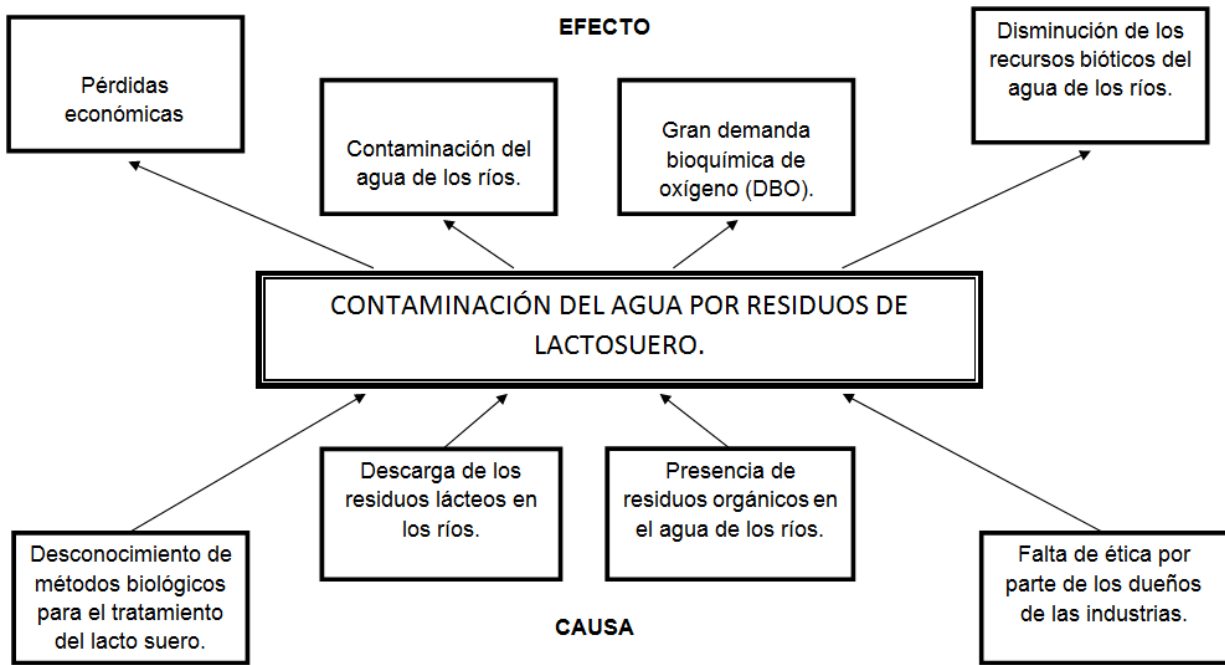 EFECTO
Pérdidas
económicas
Contaminación del
agua de los ríos.
Gran demanda
bioquímica de
oxígeno (DBO).
Disminución de los
recursos bióticos del
agua de los ríos.
CONTAMINACIÓN DEL AGUA POR RESIDUOS DE
LACTOSUERO.
Desconocimiento de
métodos biológicos
para el tratamiento
del lacto suero.
Descarga de los
residuos lácteos en
los ríos.
Presencia de
residuos orgánicos en
el agua de los ríos.
Falta de ética por
parte de los dueños
de las industrias.
CAUSA